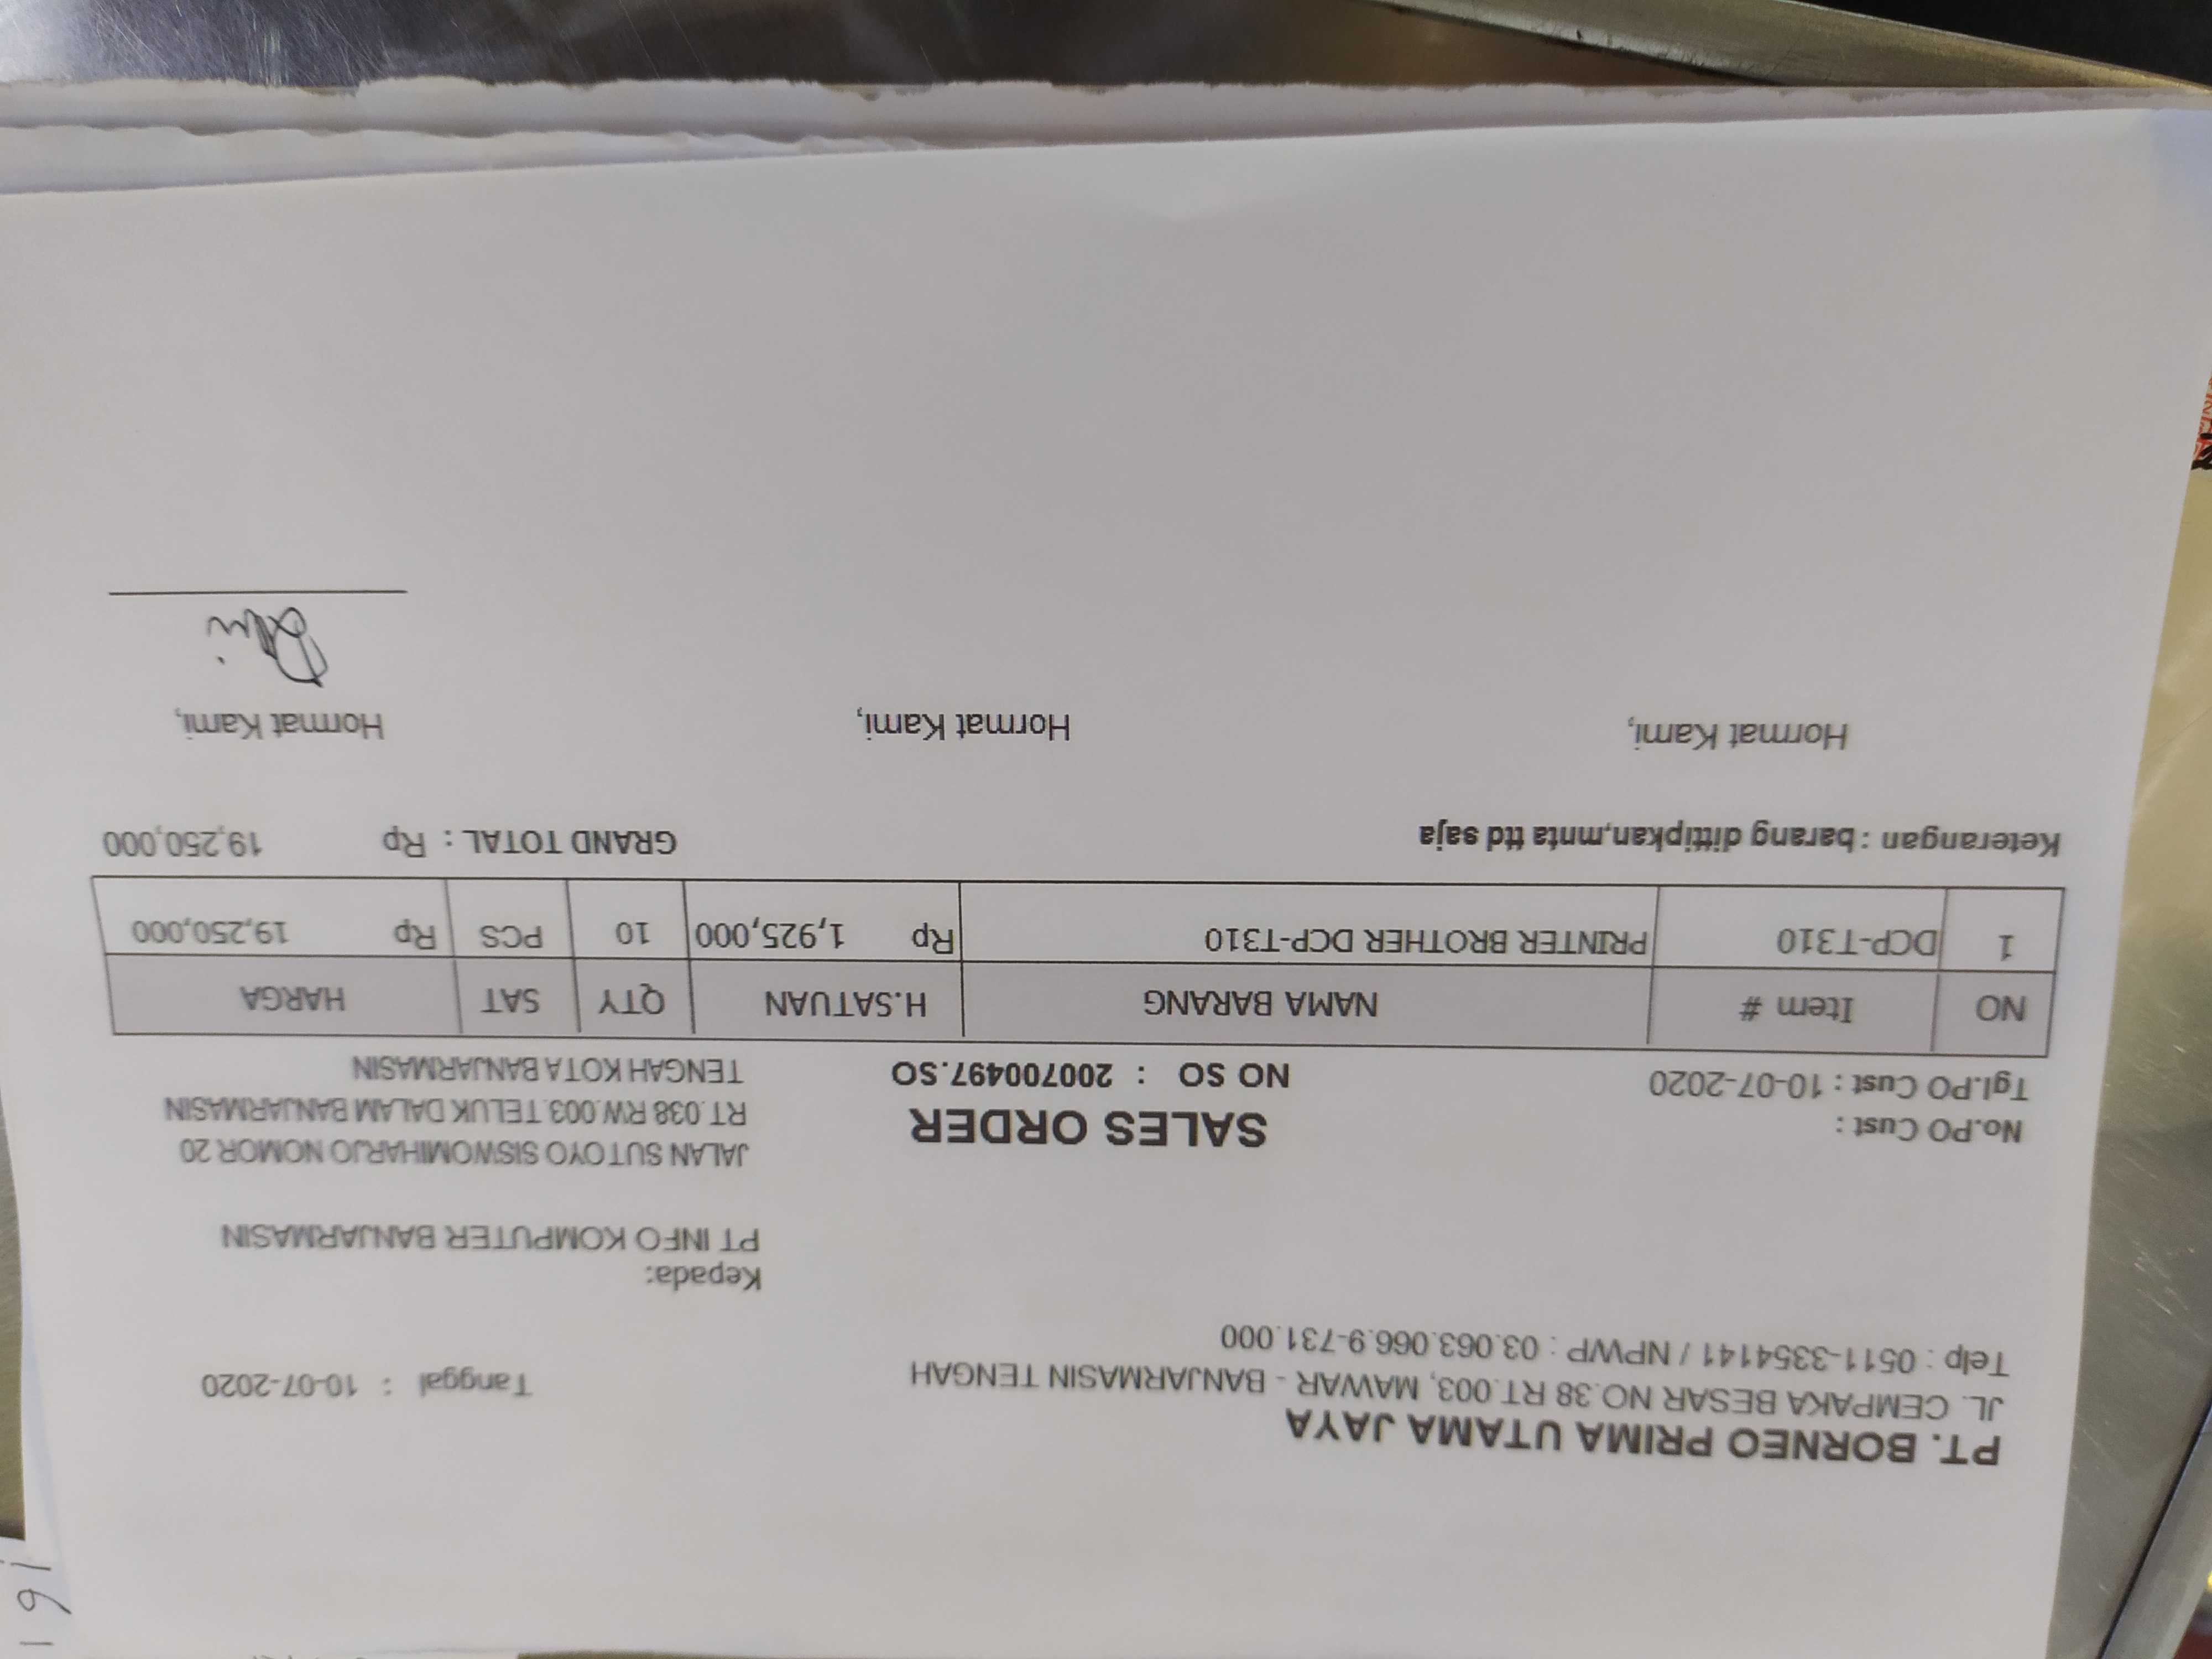 PT. BORNEO PRIMA UTAMA JAYA
JL. CEMPAKA BESAR NO.38 RT.003, MAWAR - BANJARMASIN TENGAH
Telp : 0511-3354141 / NPWP : 03.063.066.9-731.000
Tanggal : 10-07-2020
Kepada:
PT INFO KOMPUTER BANJARMASIN
JALAN SUTOYO SISWOMIHARJO NOMOR 20
RT.038 RW.003 TELUK DALAM BANJARMASIN
TENGAH KOTA BANJARMASIN
No.PO Cust :
Tgl.PO Cust : 10-07-2020
SALES ORDER
NO SO : 200700497.SO
NO Item # NAMA BARANG H.SATUAN QTY SAT HARGA
1 DCP-T310 PRINTER BROTHER DCP-T310 Rp 1,925,000 10 PCS Rp 19,250,000
Keterangan : barang dittipkan,mnta ttd saja GRAND TOTAL : Rp 19,250,000
Hormat Kami, Hormat Kami, Hormat Kami,